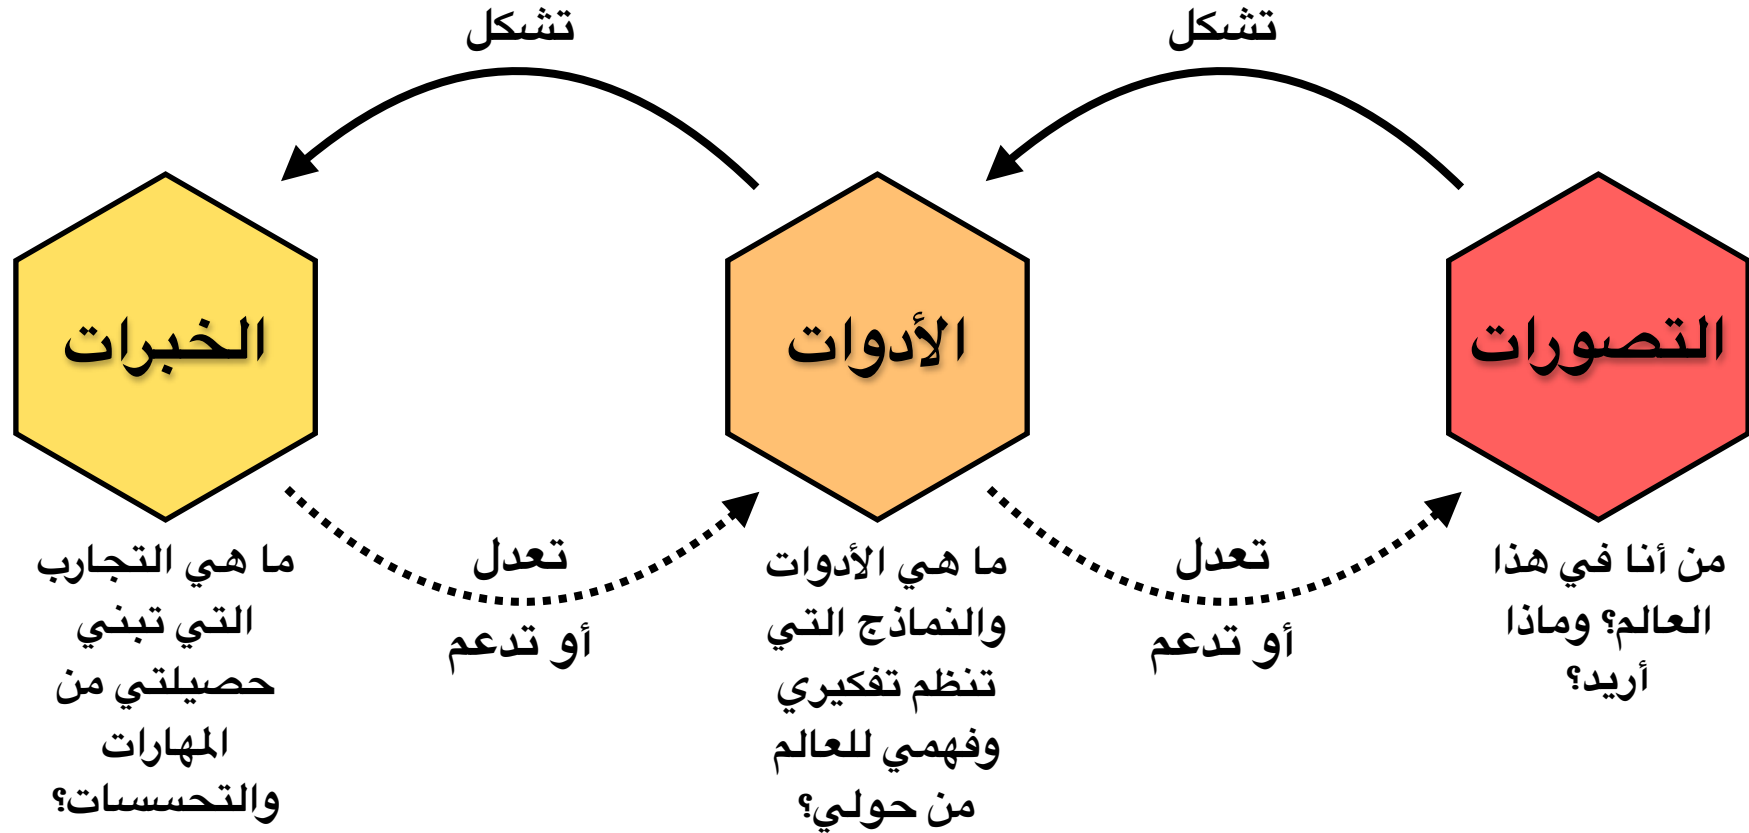 تشكل
تشكل
التصورات
الأدوات
الخبرات
من أنا في هذا
العالم؟ وماذا
أريد؟
تعدل
أو تدعم
ما هي الأدوات
والنماذج التي
تنظم تفكيري
وفهمي للعالم
من حولي؟
تعدل
أو تدعم
ما هي التجارب
التي تبني
حصيلتي من
المهارات
والتحسسات؟